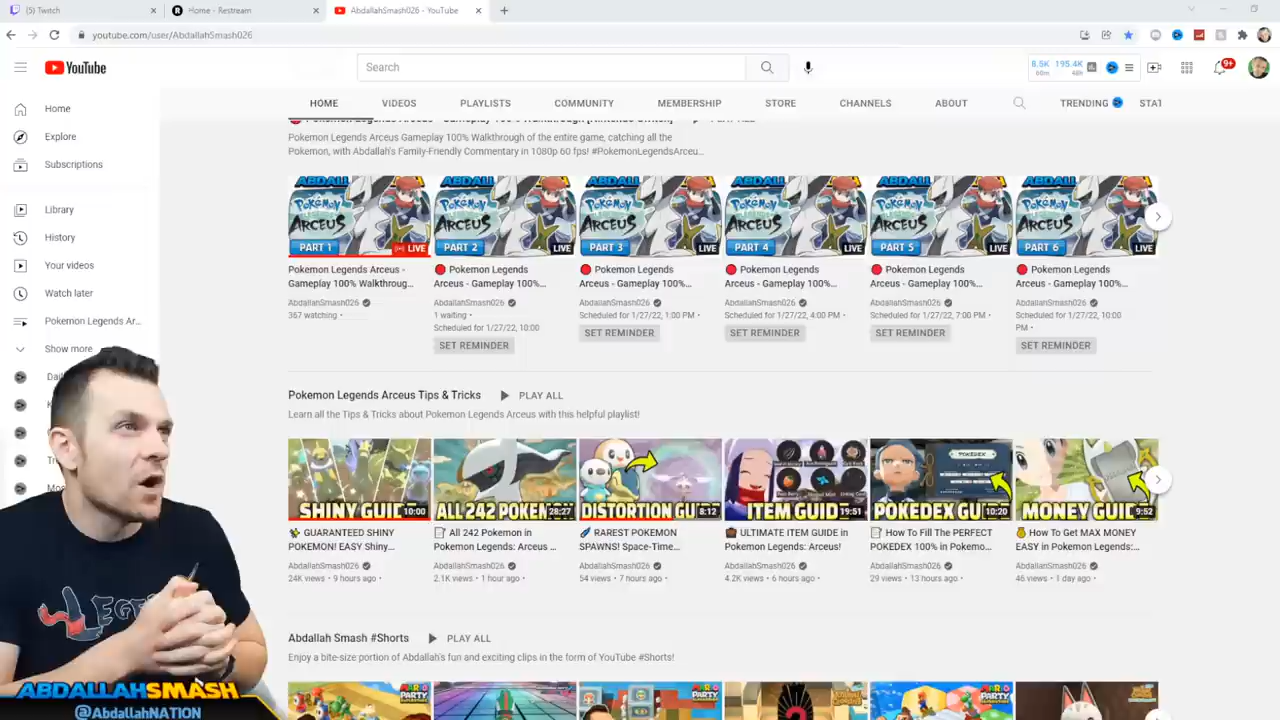 (5) Twitch
Home - Restream
AbdallahSmash026 - YouTube
youtube.com/user/AbdallahSmash026
YouTube
Search
8.5K 195.4K
60m 48h
9+
Home
Explore
Subscriptions
Library
History
Your videos
Watch later
Pokemon Legends Ar...
Show more
HOME VIDEOS PLAYLISTS COMMUNITY MEMBERSHIP STORE CHANNELS ABOUT TRENDING STAT
Pokemon Legends Arceus Gameplay 100% Walkthrough of the entire game, catching all the
Pokemon, with Abdallah's Family-Friendly Commentary in 1080p 60 fps! #PokemonLegendsArceu...
PART 1 LIVE
Pokemon Legends Arceus -
Gameplay 100% Walkthroug...
AbdallahSmash026
367 watching •
PART 2 LIVE
Pokemon Legends
Arceus - Gameplay 100%...
AbdallahSmash026
1 waiting •
Scheduled for 1/27/22, 10:00
SET REMINDER
PART 3 LIVE
Pokemon Legends
Arceus - Gameplay 100%...
AbdallahSmash026
Scheduled for 1/27/22, 1:00 PM •
SET REMINDER
PART 4 LIVE
Pokemon Legends
Arceus - Gameplay 100%...
AbdallahSmash026
Scheduled for 1/27/22, 4:00 PM •
SET REMINDER
PART 5 LIVE
Pokemon Legends
Arceus - Gameplay 100%...
AbdallahSmash026
Scheduled for 1/27/22, 7:00 PM •
SET REMINDER
PART 6 LIVE
Pokemon Legends
Arceus - Gameplay 100%...
AbdallahSmash026
Scheduled for 1/27/22, 10:00
PM •
SET REMINDER
Pokemon Legends Arceus Tips & Tricks PLAY ALL
Learn all the Tips & Tricks about Pokemon Legends Arceus with this helpful playlist!
SHINY GUID 10:00
GUARANTEED SHINY
POKEMON! EASY Shiny...
AbdallahSmash026
24K views • 9 hours ago •
ALL 242 POKEM 28:27
All 242 Pokemon in
Pokemon Legends: Arceus ...
AbdallahSmash026
2.1K views • 1 hour ago •
DISTORTION GU 8:12
RAREST POKEMON
SPAWNS! Space-Time...
AbdallahSmash026
54 views • 7 hours ago •
ITEM GUID 19:51
ULTIMATE ITEM GUIDE in
Pokemon Legends: Arceus!
AbdallahSmash026
4.2K views • 6 hours ago •
POKEDEX
POKEDEX GU 10:20
How To Fill The PERFECT
POKEDEX 100% in Pokemo...
AbdallahSmash026
29 views • 13 hours ago •
MONEY GUID 9:52
How To Get MAX MONEY
EASY in Pokemon Legends:...
AbdallahSmash026
46 views • 1 day ago •
Abdallah Smash #Shorts PLAY ALL
Enjoy a bite-size portion of Abdallah's fun and exciting clips in the form of YouTube #Shorts!
ABDALLAHSMASH
@AbdallahNATION